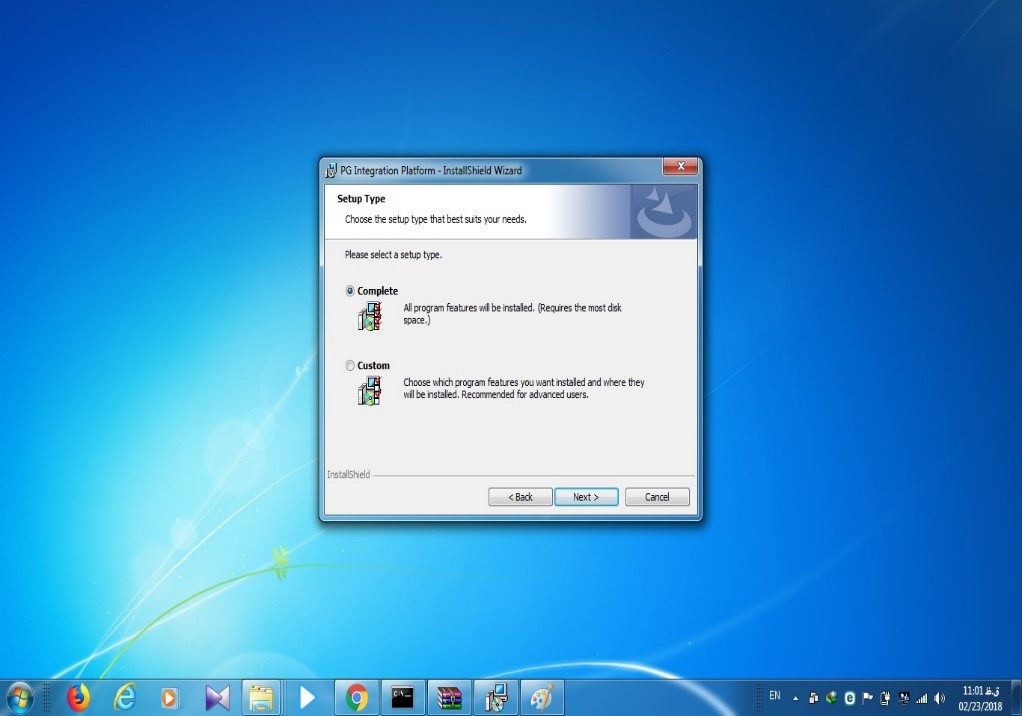 PG Integration Platform - InstallShield Wizard
X
Setup Type
Choose the setup type that best suits your needs.
Please select a setup type.
Complete
All program features will be installed. (Requires the most disk
space.)
Custom
Choose which program features you want installed and where they
will be installed. Recommended for advanced users.
InstallShield
< Back
Next >
Cancel
C:\_
EN
11:01 ق.ظ
02/23/2018